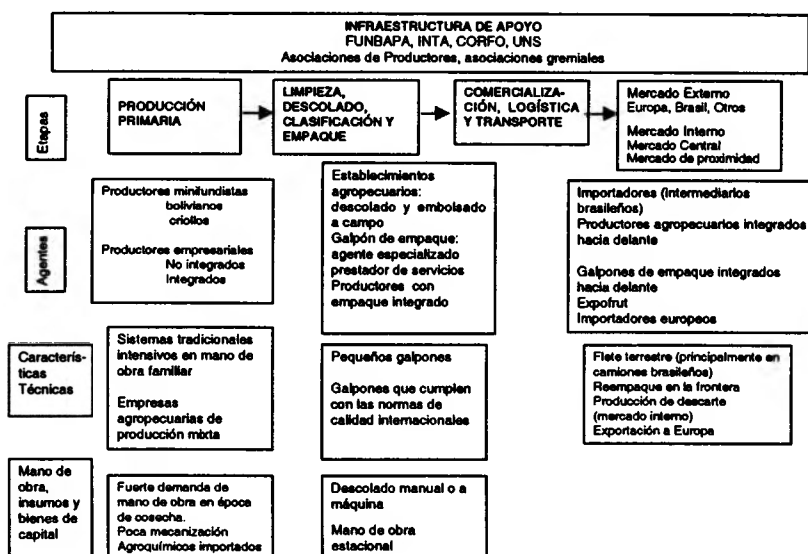 INFRAESTRUCTURA DE APOYO
FUNBAPA, INTA, CORFO, UNS
Asociaciones de Productores, asociaciones gremiales
Etapas
PRODUCCIÓN
PRIMARIA
LIMPIEZA,
DESCOLADO,
CLASIFICACIÓN Y
EMPAQUE
COMERCIALIZA-
CIÓN, LOGÍSTICA
Y TRANSPORTE
Mercado Externo
Europa, Brasil, Otros
Mercado Interno
Mercado Central
Mercado de proximidad
Agentes
Productores minifundistas
bolivianos
criollos
Productores empresariales
No integrados
Integrados
Establecimientos
agropecuarios:
descolado y embolsado
a campo
Galpón de empaque:
agente especializado
prestador de servicios
Productores con
empaque integrado
Importadores (Intermediarios
brasileños)
Productores agropecuarios integrados
hacia delante
Galpones de empaque integrados
hacia delante
Expofrut
Importadores europeos
Caracterís-
ticas
Técnicas
Sistemas tradicionales
intensivos en mano de
obra familiar
Empresas
agropecuarias de
producción mixta
Pequeños galpones
Galpones que cumplen
con las normas de
calidad internacionales
Flete terrestre (principalmente en
camiones brasileños)
Reempaque en la frontera
Producción de descarte
(mercado interno)
Exportación a Europa
Mano de
obra,
insumos y
bienes de
capital
Fuerte demanda de
mano de obra en época
de cosecha.
Poca mecanización
Agroquímicos importados
Descolado manual o a
máquina
Mano de obra
estacional